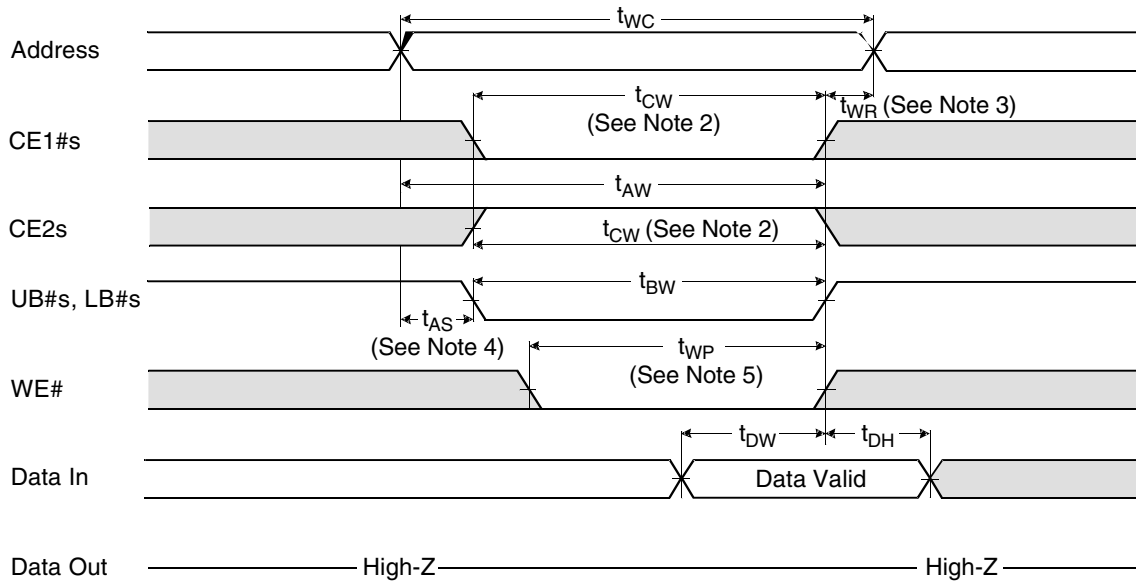 tWC
Address
tCW
(See Note 2)
tWR (See Note 3)
CE1#s
tAW
CE2s
tCW (See Note 2)
tBW
UB#s, LB#s
tAS
(See Note 4)
tWP
(See Note 5)
WE#
tDW
tDH
Data In
Data Valid
Data Out
High-Z
High-Z